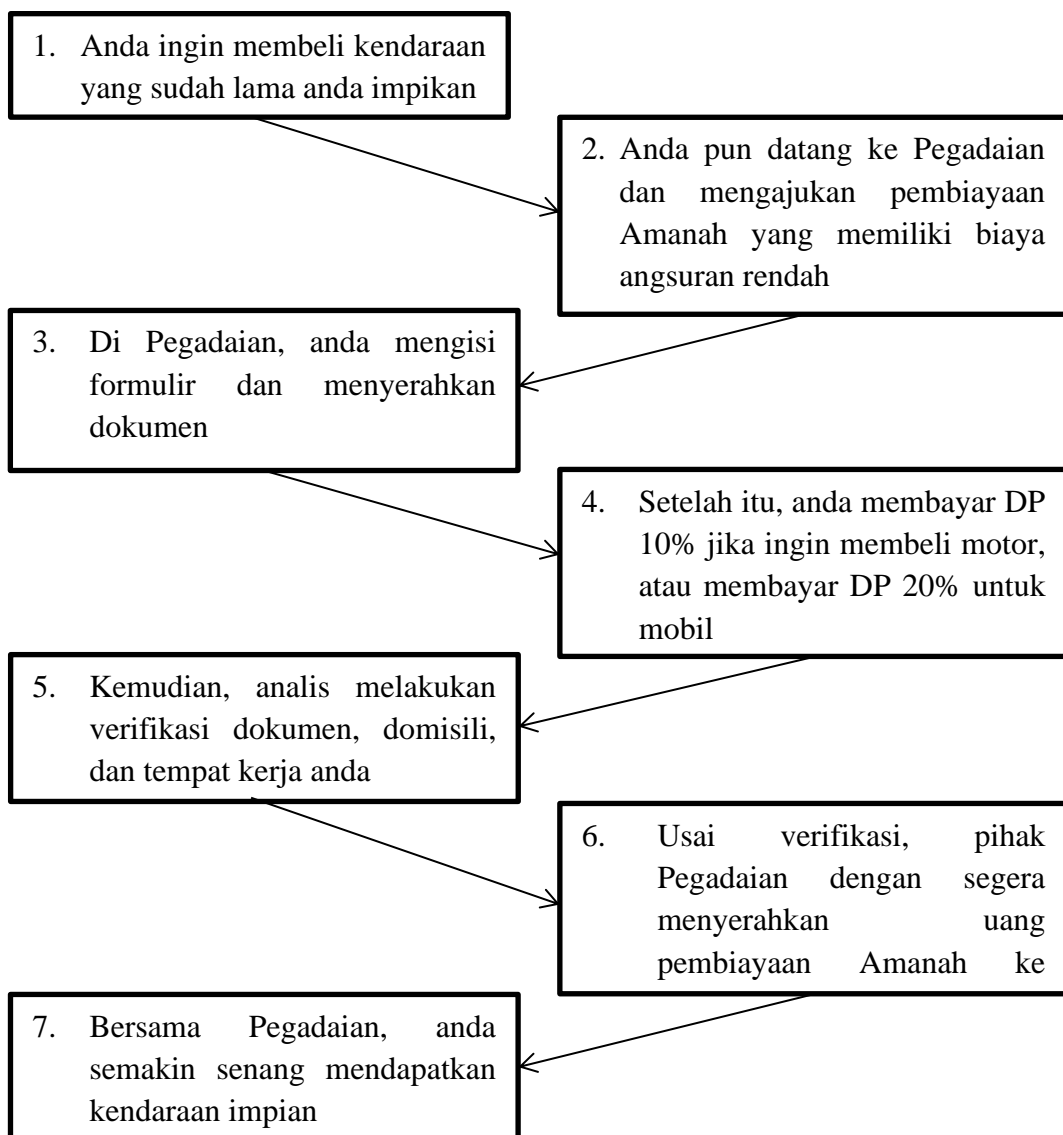 1. Anda ingin membeli kendaraan
yang sudah lama anda impikan
2. Anda pun datang ke Pegadaian
dan mengajukan pembiayaan
Amanah yang memiliki biaya
angsuran rendah
3. Di Pegadaian, anda mengisi
formulir dan menyerahkan
dokumen
4. Setelah itu, anda membayar DP
10% jika ingin membeli motor,
atau membayar DP 20% untuk
mobil
5. Kemudian, analis melakukan
verifikasi dokumen, domisili,
dan tempat kerja anda
6. Usai verifikasi, pihak
Pegadaian dengan segera
menyerahkan uang
pembiayaan Amanah ke
7. Bersama Pegadaian, anda
semakin senang mendapatkan
kendaraan impian